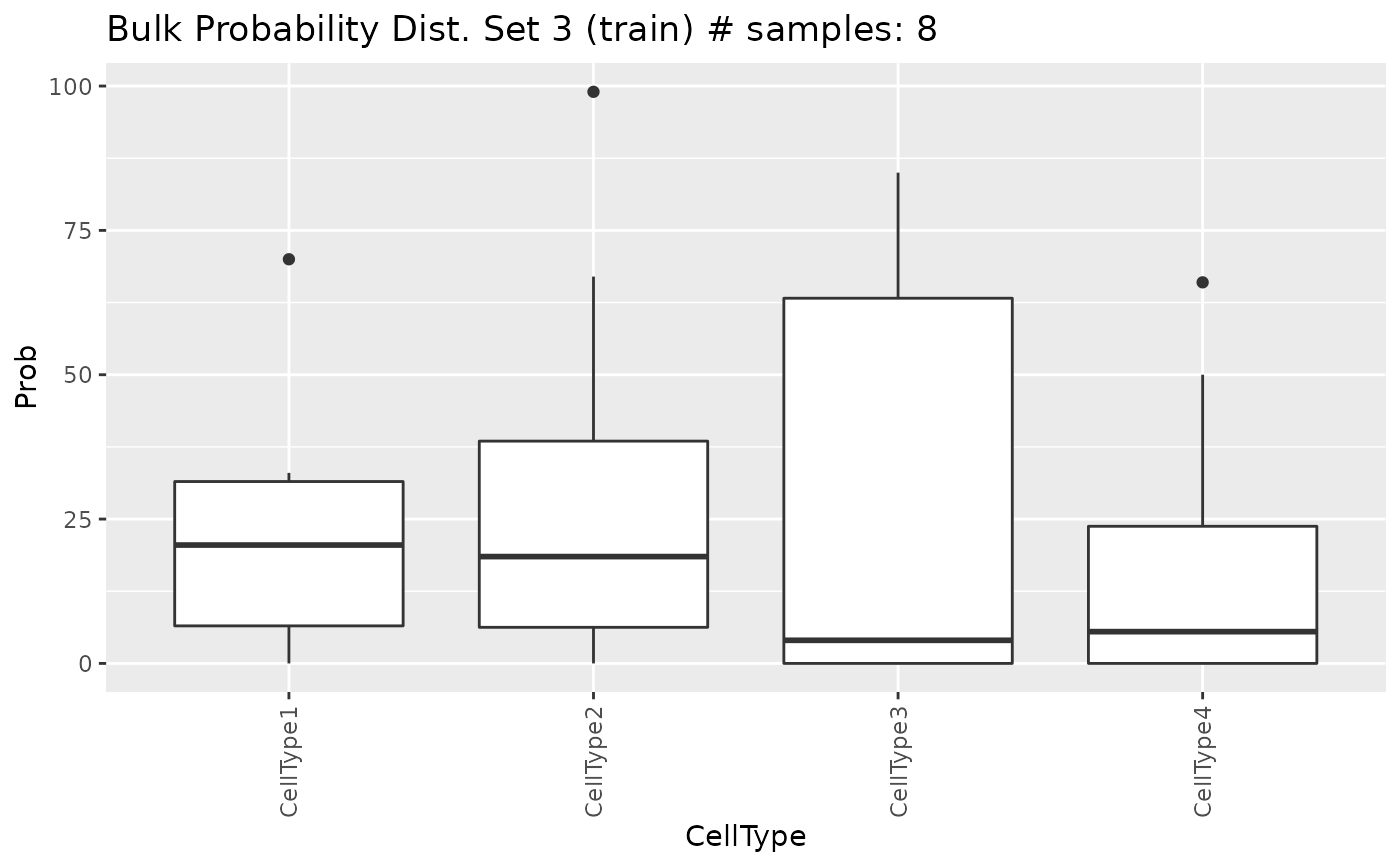 Bulk Probability Dist. Set 3 (train) # samples: 8
100
75
50
25
0
Prob
CellType1
CellType2
CellType3
CellType4
CellType